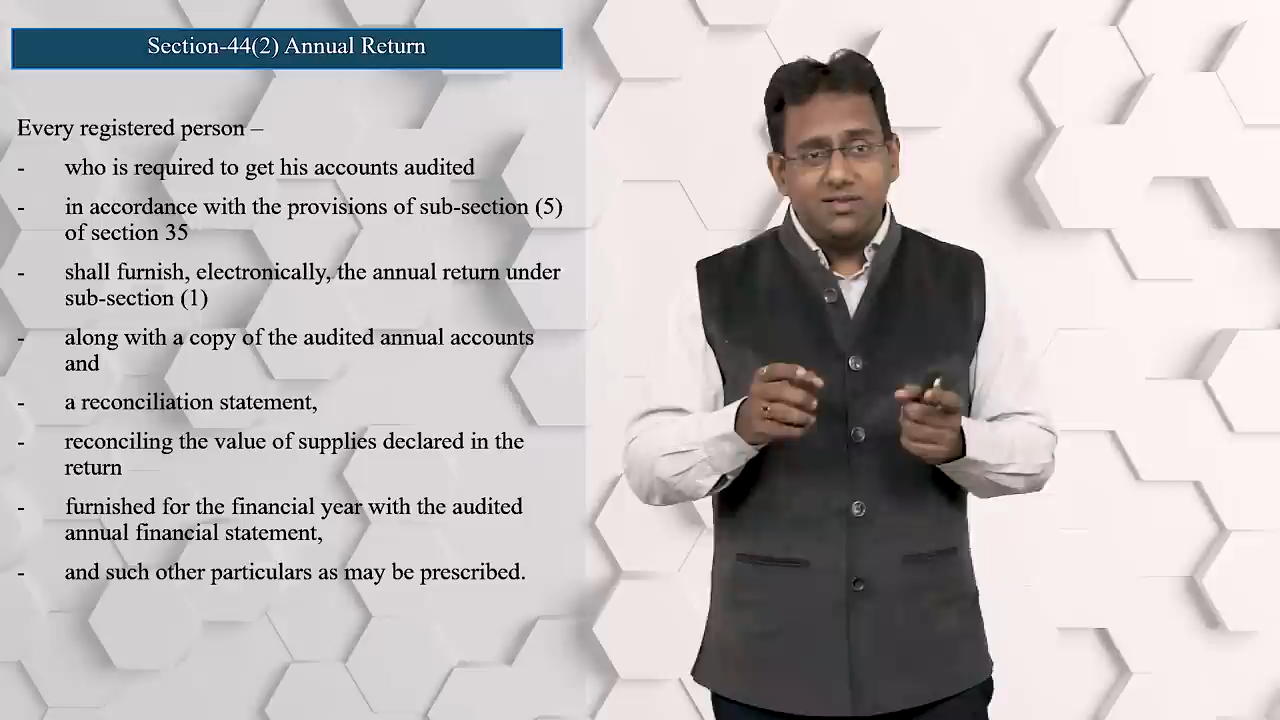 Section-44(2) Annual Return
Every registered person –
- who is required to get his accounts audited
- in accordance with the provisions of sub-section (5)
of section 35
- shall furnish, electronically, the annual return under
sub-section (1)
- along with a copy of the audited annual accounts
and
- a reconciliation statement,
- reconciling the value of supplies declared in the
return
- furnished for the financial year with the audited
annual financial statement,
- and such other particulars as may be prescribed.